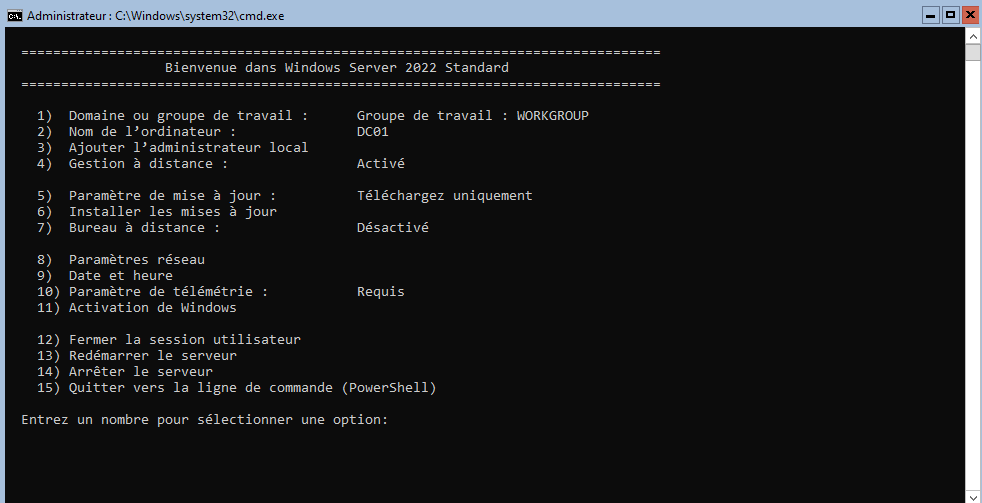 Administrateur : C:\Windows\system32\cmd.exe
================================================================================
Bienvenue dans Windows Server 2022 Standard
================================================================================
1) Domaine ou groupe de travail : Groupe de travail : WORKGROUP
2) Nom de l’ordinateur : DC01
3) Ajouter l’administrateur local
4) Gestion à distance : Activé
5) Paramètre de mise à jour : Téléchargez uniquement
6) Installer les mises à jour
7) Bureau à distance : Désactivé
8) Paramètres réseau
9) Date et heure
10) Paramètre de télémétrie : Requis
11) Activation de Windows
12) Fermer la session utilisateur
13) Redémarrer le serveur
14) Arrêter le serveur
15) Quitter vers la ligne de commande (PowerShell)
Entrez un nombre pour sélectionner une option: